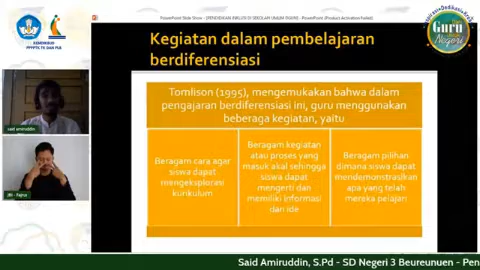 PowerPoint Slide Show - [PENDIDIKAN INKLUSI DI SEKOLAH UMUM - PowerPoint (Product Activation Failed)
KEMDIKBUD
PPPPTK TK DAN PLB
Guru
Negeri
Kegiatan dalam pembelajaran
berdiferensiasi
Tomlison (1995), mengemukakan bahwa dalam
pengajaran berdiferensiasi ini, guru menggunakan
beberaga kegiatan, yaitu
Beragam cara agar
siswa dapat
mengeksplorasi
kurikulum
Beragam kegiatan
atau proses yang
masuk akal sehingga
siswa dapat
mengerti dan
memiliki informasi
dan ide
Beragam pilihan
dimana siswa dapat
mendemonstrasikan
apa yang telah
mereka pelajari
said amiruddin
JBI - Fajroz
Said Amiruddin, S.Pd - SD Negeri 3 Beureunuen - Pen